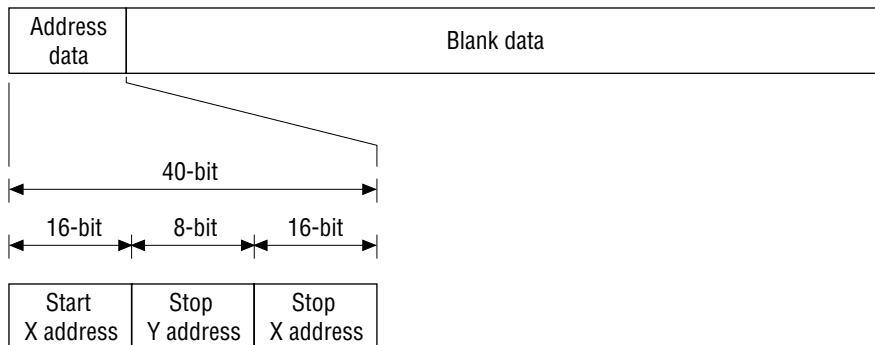 Address
data
Blank data
40-bit
16-bit 8-bit 16-bit
Start
X address
Stop
Y address
Stop
X address